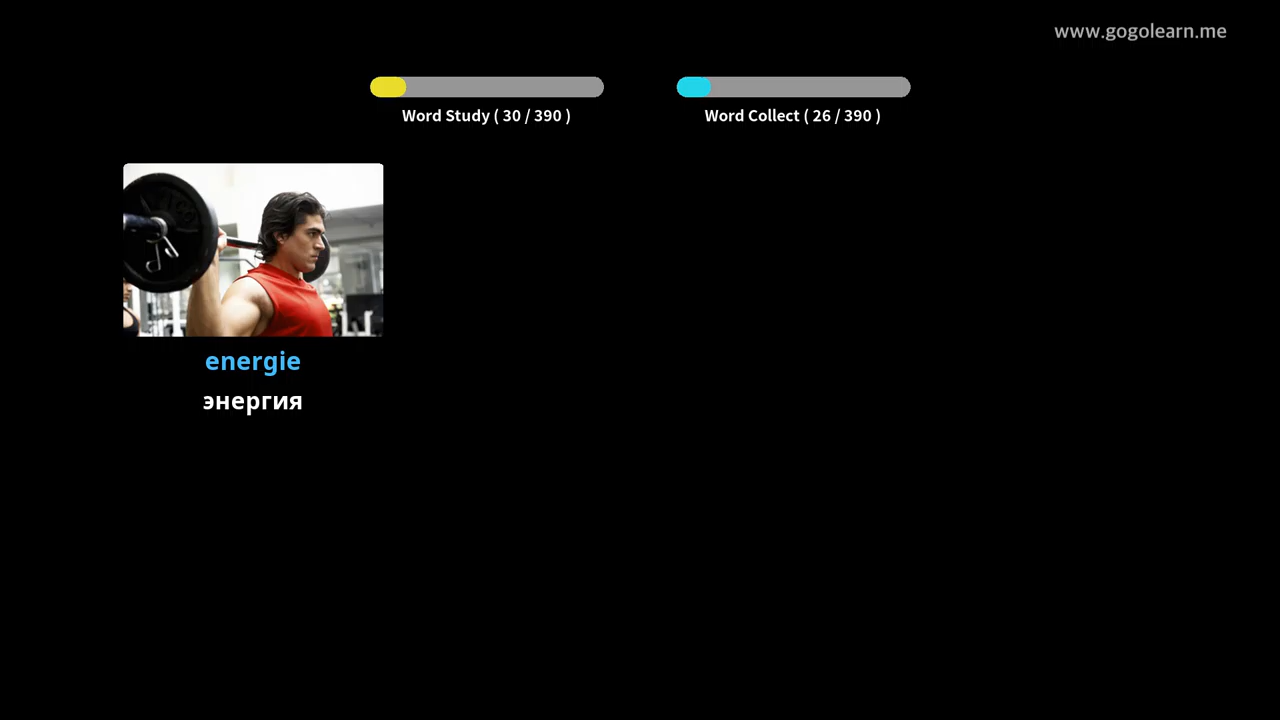 www.gogolearn.me
Word Study ( 30 / 390 )
Word Collect ( 26 / 390 )
energie
энергия